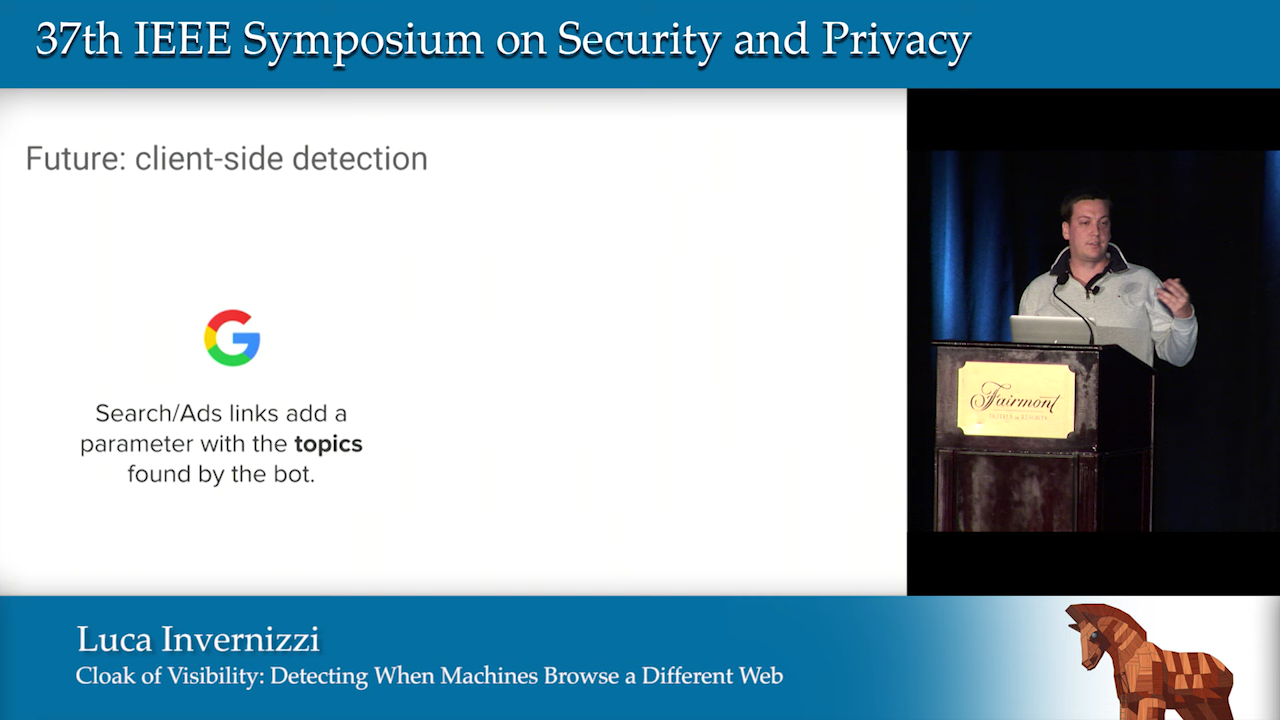 37th IEEE Symposium on Security and Privacy
Future: client-side detection
Search/Ads links add a
parameter with the topics
found by the bot.
Fairmont
Luca Invernizzi
Cloak of Visibility: Detecting When Machines Browse a Different Web